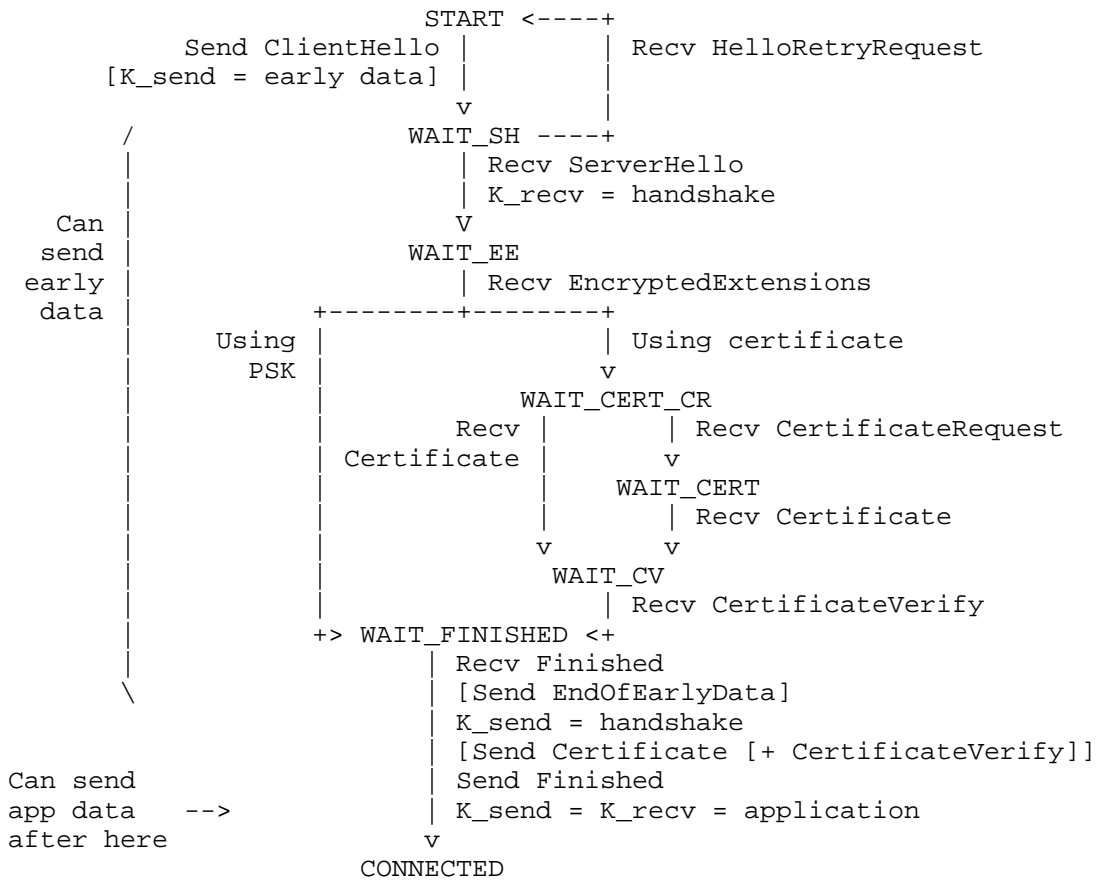 START <----+
Send ClientHello | | Recv HelloRetryRequest
[K_send = early data] | |
v |
/ WAIT_SH ----+
| | Recv ServerHello
| | K_recv = handshake
Can | V
send | WAIT_EE
early | | Recv EncryptedExtensions
data | +--------+--------+
| Using | | Using certificate
| PSK | v
| | WAIT_CERT_CR
| | Recv | | Recv CertificateRequest
| | Certificate | v
| | | WAIT_CERT
| | | | Recv Certificate
| | v v
| | WAIT_CV
| | | Recv CertificateVerify
| +> WAIT_FINISHED <+
| | Recv Finished
\ | [Send EndOfEarlyData]
| K_send = handshake
| [Send Certificate [+ CertificateVerify]]
Can send | Send Finished
app data --> | K_send = K_recv = application
after here v
CONNECTED